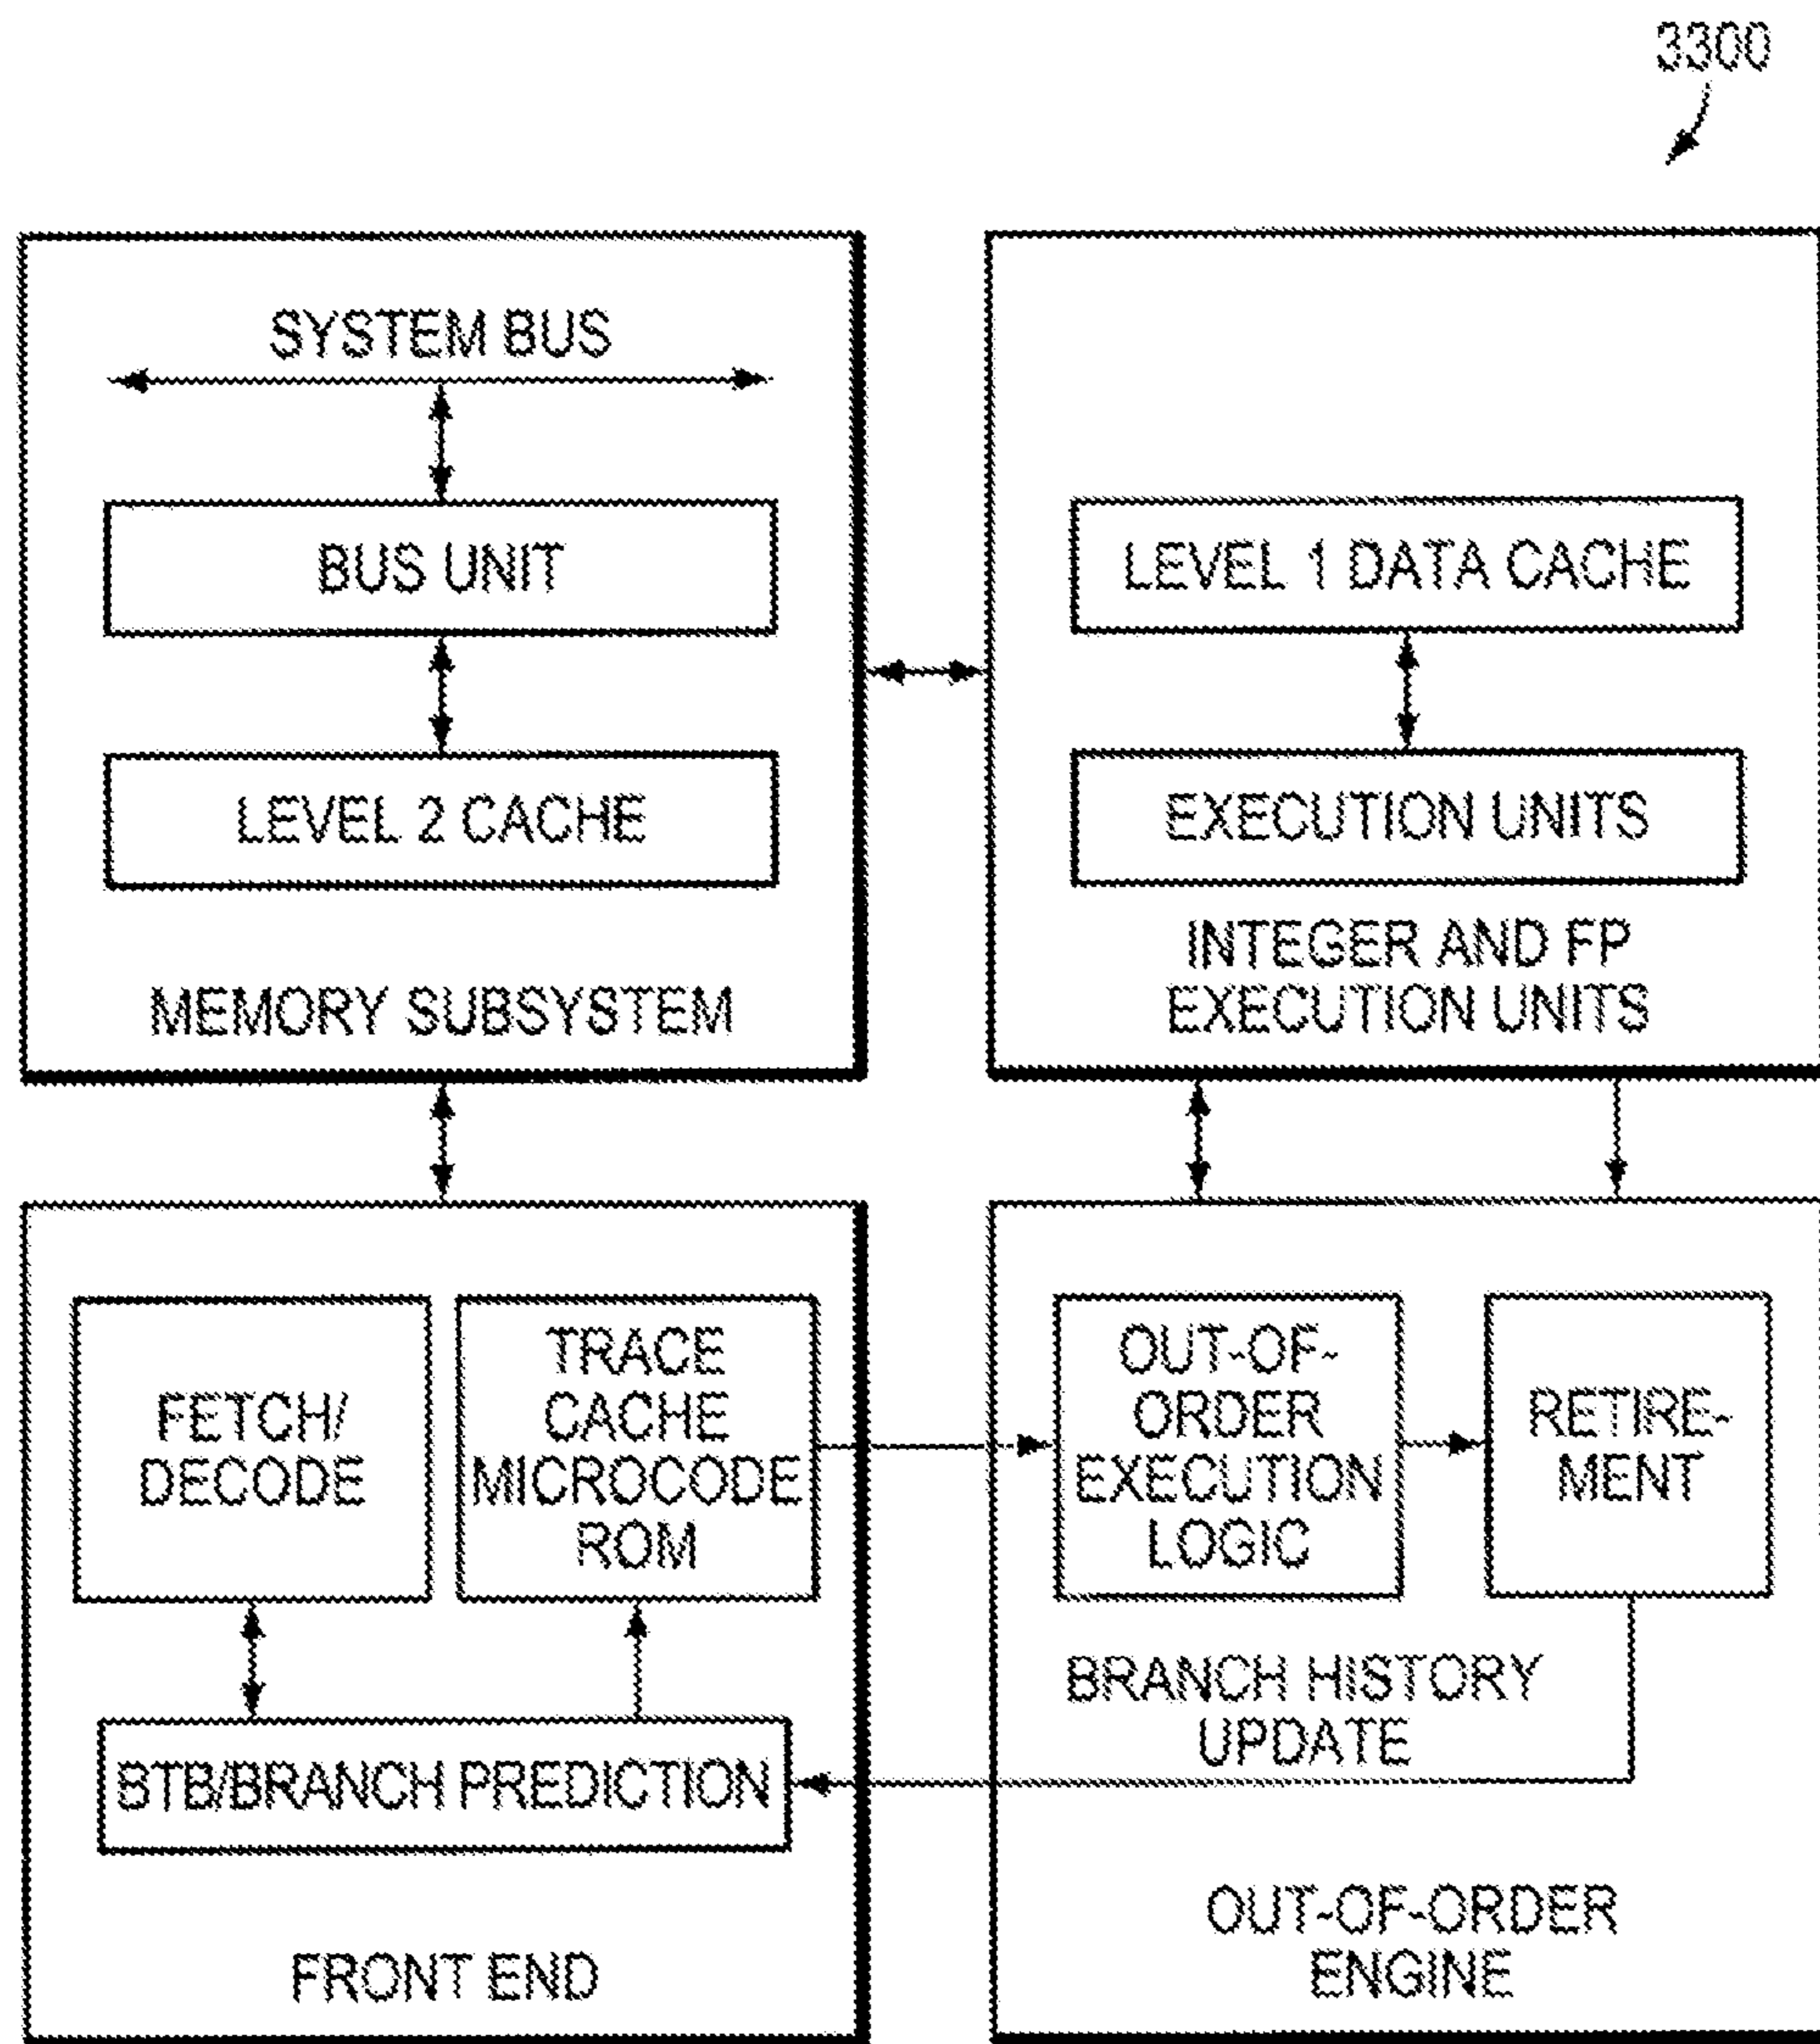 3300
SYSTEM BUS
BUS UNIT
LEVEL 2 CACHE
MEMORY SUBSYSTEM
LEVEL 1 DATA CACHE
EXECUTION UNITS
INTEGER AND FP
EXECUTION UNITS
FETCH/
DECODE
TRACE
CACHE
MICROCODE
ROM
BTB/BRANCH PREDICTION
FRONT END
OUT-OF-
ORDER
EXECUTION
LOGIC
RETIRE-
MENT
BRANCH HISTORY
UPDATE
OUT-OF-ORDER
ENGINE